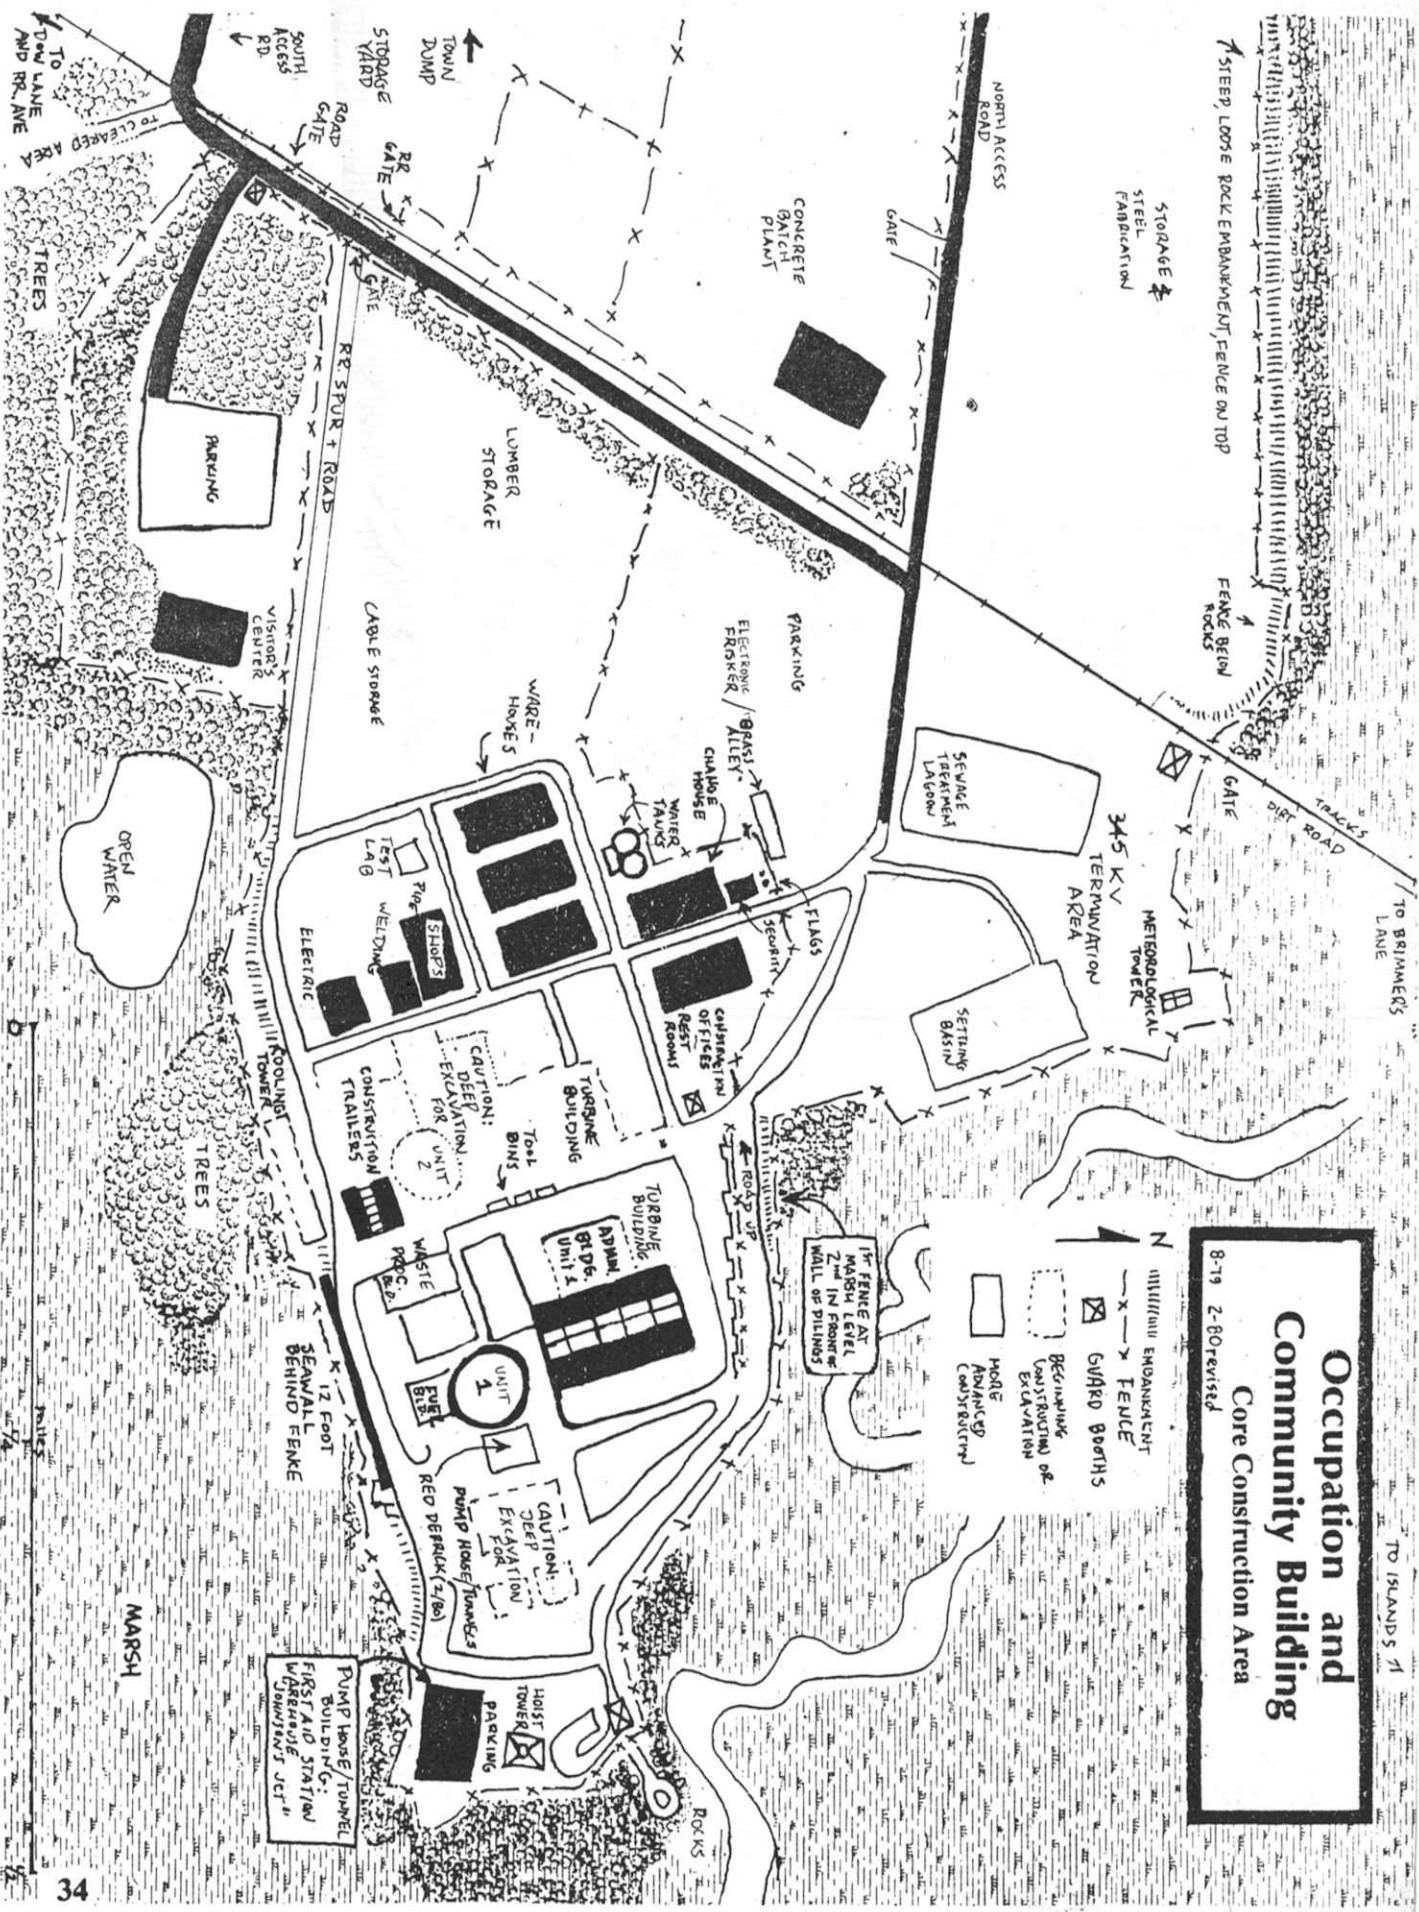 Occupation and
Community Building
Core Construction Area
8-79 2-80 revised
N
EMBANKMENT
FENCE
GUARD BOOTHS
BEGINNING
CONSTRUCTION OR
EXCAVATION
MORE
ADVANCED
CONSTRUCTION
TO ISLANDS
TO BRIMMER'S
LANE
STEEP, LOOSE ROCK EMBANKMENT, FENCE ON TOP
FENCE BELOW
ROCKS
STORAGE &
STEEL
FABRICATION
NORTH ACCESS
ROAD
GATE
CONCRETE
BATCH
PLANT
TOWN
DUMP
STORAGE
YARD
SOUTH
ACCESS
RD.
TO
DOW LANE
AND RR. AVE
TO CLEARED AREA
ROAD
GATE
RR
GATE
GATE
TREES
PARKING
RR SPUR + ROAD
LUMBER
STORAGE
CABLE STORAGE
VISITOR'S
CENTER
OPEN
WATER
PARKING
ELECTRONIC
FRISKER /
"BRASS
ALLEY"
CHANGE
HOUSE
WATER
TANKS
WARE-
HOUSES
SEWAGE
TREATMENT
LAGOON
GATE
TRACKS
DIRT ROAD
345 KV
TERMINATION
AREA
METEOROLOGICAL
TOWER
SETTLING
BASIN
FLAGS
SECURITY
CONSTRUCTION
OFFICES
REST
ROOMS
TEST
LAB
PIPE
SHOPS
WELDING
ELECTRIC
COOLING
TOWER
TREES
CONSTRUCTION
TRAILERS
CAUTION:
DEEP
EXCAVATION
FOR
UNIT
2
TURBINE
BUILDING
TOOL
BINS
TURBINE
BUILDING
ADMIN.
BLDG.
Unit 1
ROAD UP
1ST FENCE AT
MARSH LEVEL
2nd IN FRONT OF
WALL OF PILINGS
WASTE
PROC.
BLD.
UNIT
1
FUEL
BLD.
12 FOOT
SEAWALL
BEHIND FENCE
RED DERRICK (2/80)
CAUTION:
DEEP
EXCAVATION
FOR
PUMP HOUSE/TUNNELS
HOIST
TOWER
PARKING
PUMP HOUSE/TUNNEL
BUILDING:
FIRST AID STATION
WAREHOUSE
"JOHNSON'S JET"
ROCKS
MARSH
0
miles
1/4
1/2
34